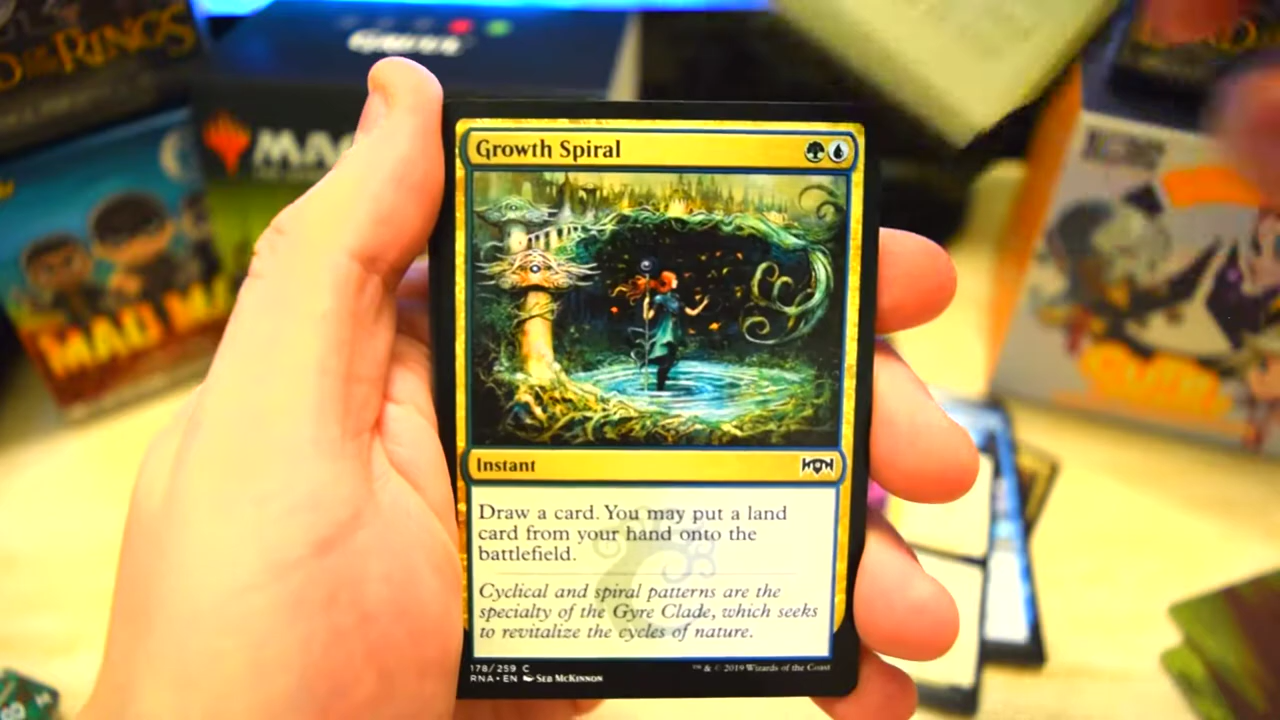 RINGS
MAD MA
MA
Growth Spiral
Instant
Draw a card. You may put a land
card from your hand onto the
battlefield.
Cyclical and spiral patterns are the
specialty of the Gyre Clade, which seeks
to revitalize the cycles of nature.
178/259 C
RNA • EN SEB MCKINNON
™ & © 2019 Wizards of the Coast